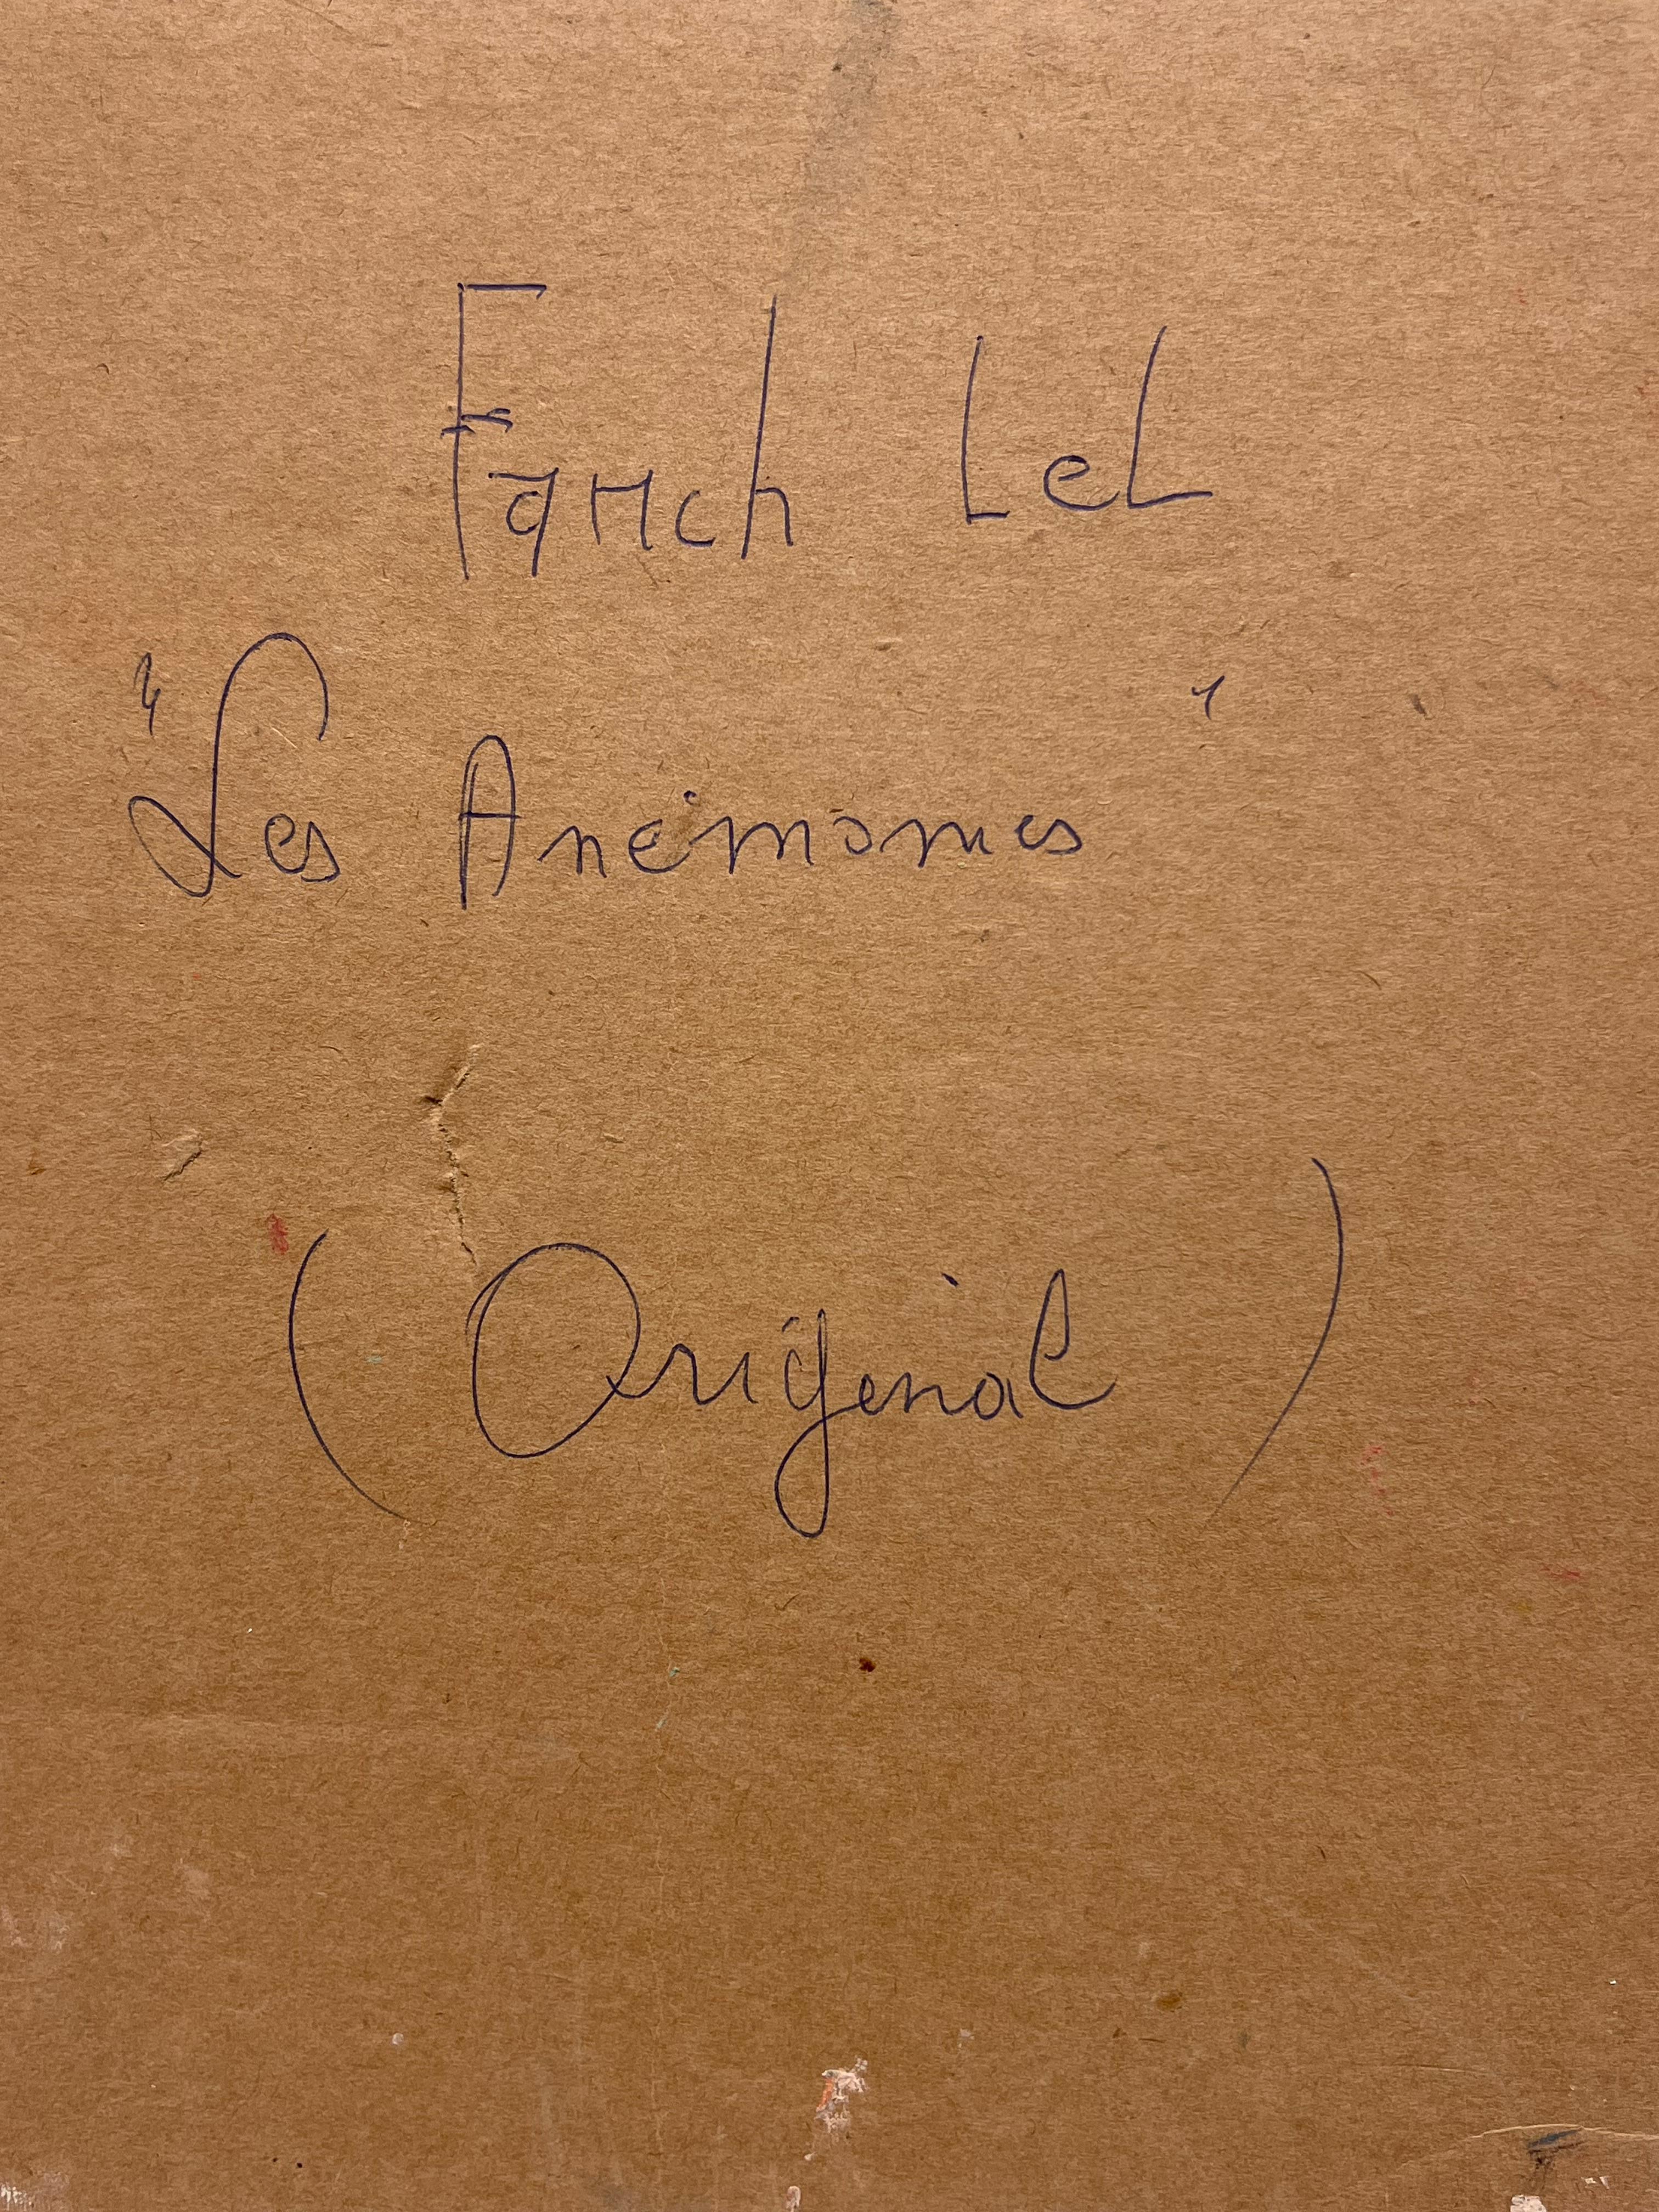 Fanch Lel
"Les Anémones"
(Original)